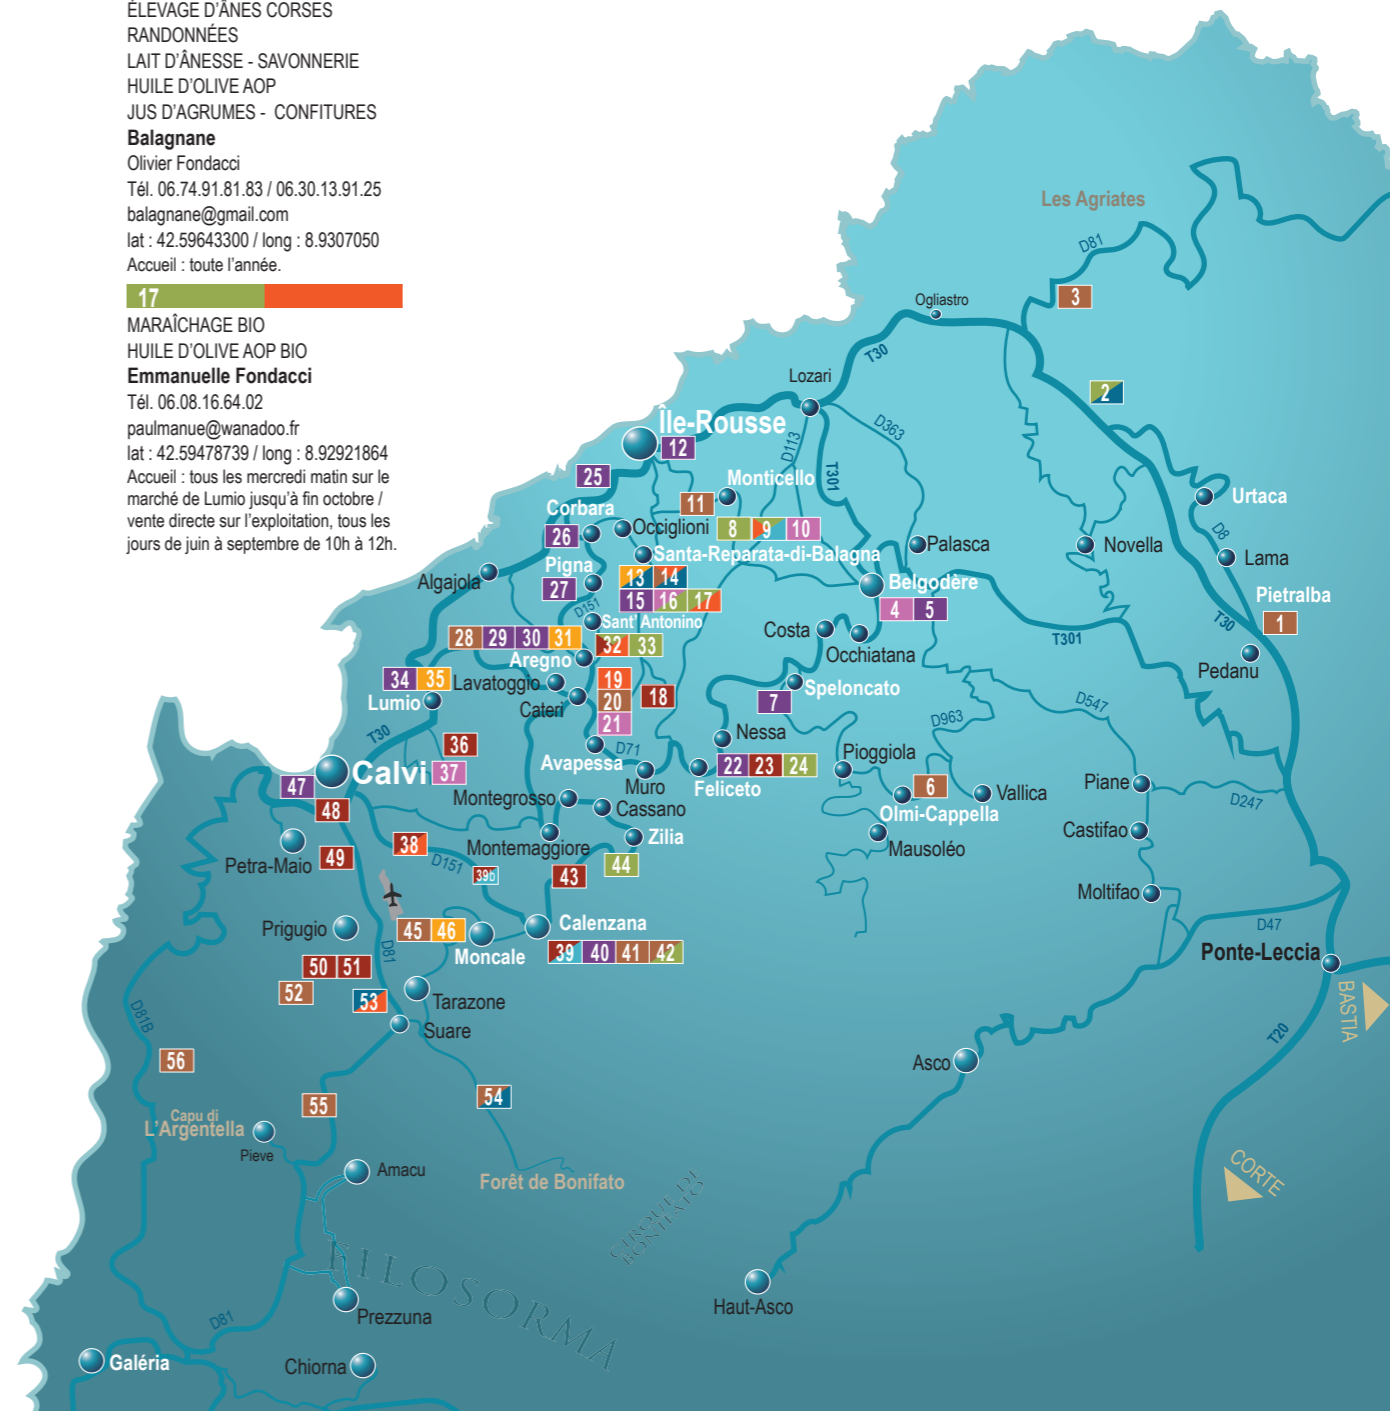 ÉLEVAGE D'ÂNES CORSES
RANDONNÉES
LAIT D'ÂNESSE - SAVONNERIE
HUILE D'OLIVE AOP
JUS D'AGRUMES - CONFITURES
Balagnane
Olivier Fondacci
Tél. 06.74.91.81.83 / 06.30.13.91.25
balagnane@gmail.com
lat : 42.59643300 / long : 8.9307050
Accueil : toute l'année.
17
MARAÎCHAGE BIO
HUILE D'OLIVE AOP BIO
Emmanuelle Fondacci
Tél. 06.08.16.64.02
paulmanue@wanadoo.fr
lat : 42.59478739 / long : 8.92921864
Accueil : tous les mercredi matin sur le
marché de Lumio jusqu'à fin octobre /
vente directe sur l'exploitation, tous les
jours de juin à septembre de 10h à 12h.
Les Agriates
D81
3
Ogliastro
T30
2
Lozari
Île-Rousse
12
D113
D363
T301
25
Monticello
11
Urtaca
Corbara
26
Occiglioni
8 9 10
D8
Santa-Reparata-di-Balagna
Palasca
Novella
Lama
Algajola
Pigna
27
13 14
15 16 17
Belgodère
4 5
Pietralba
1
T30
D151
Sant' Antonino
28 29 30 31
32 33
Costa
Occhiatana
T301
Aregno
Pedanu
34 35
Lavatoggio
19
18
Speloncato
Lumio
Cateri
20
21
7
D547
D963
T30
36
Nessa
Avapessa
D71
Pioggiola
Calvi
37
Muro
Feliceto
22 23 24
6
Vallica
Piane
47
Montegrosso
Cassano
Olmi-Cappella
D247
48
38
Montemaggiore
Zilia
Mausoléo
Castifao
Petra-Maio
49
D151
39b
43
44
Moltifao
Prigugio
45 46
Calenzana
D47
D81
Moncale
39 40 41 42
Ponte-Leccia
50 51
52
53
Tarazone
BASTIA
D81B
Suare
T20
56
Asco
54
55
Capu di
L'Argentella
Pieve
Amacu
Forêt de Bonifato
CIRQUE DE
BONIFATO
CORTE
FILOSORMA
Haut-Asco
Prezzuna
D81
Galéria
Chiorna